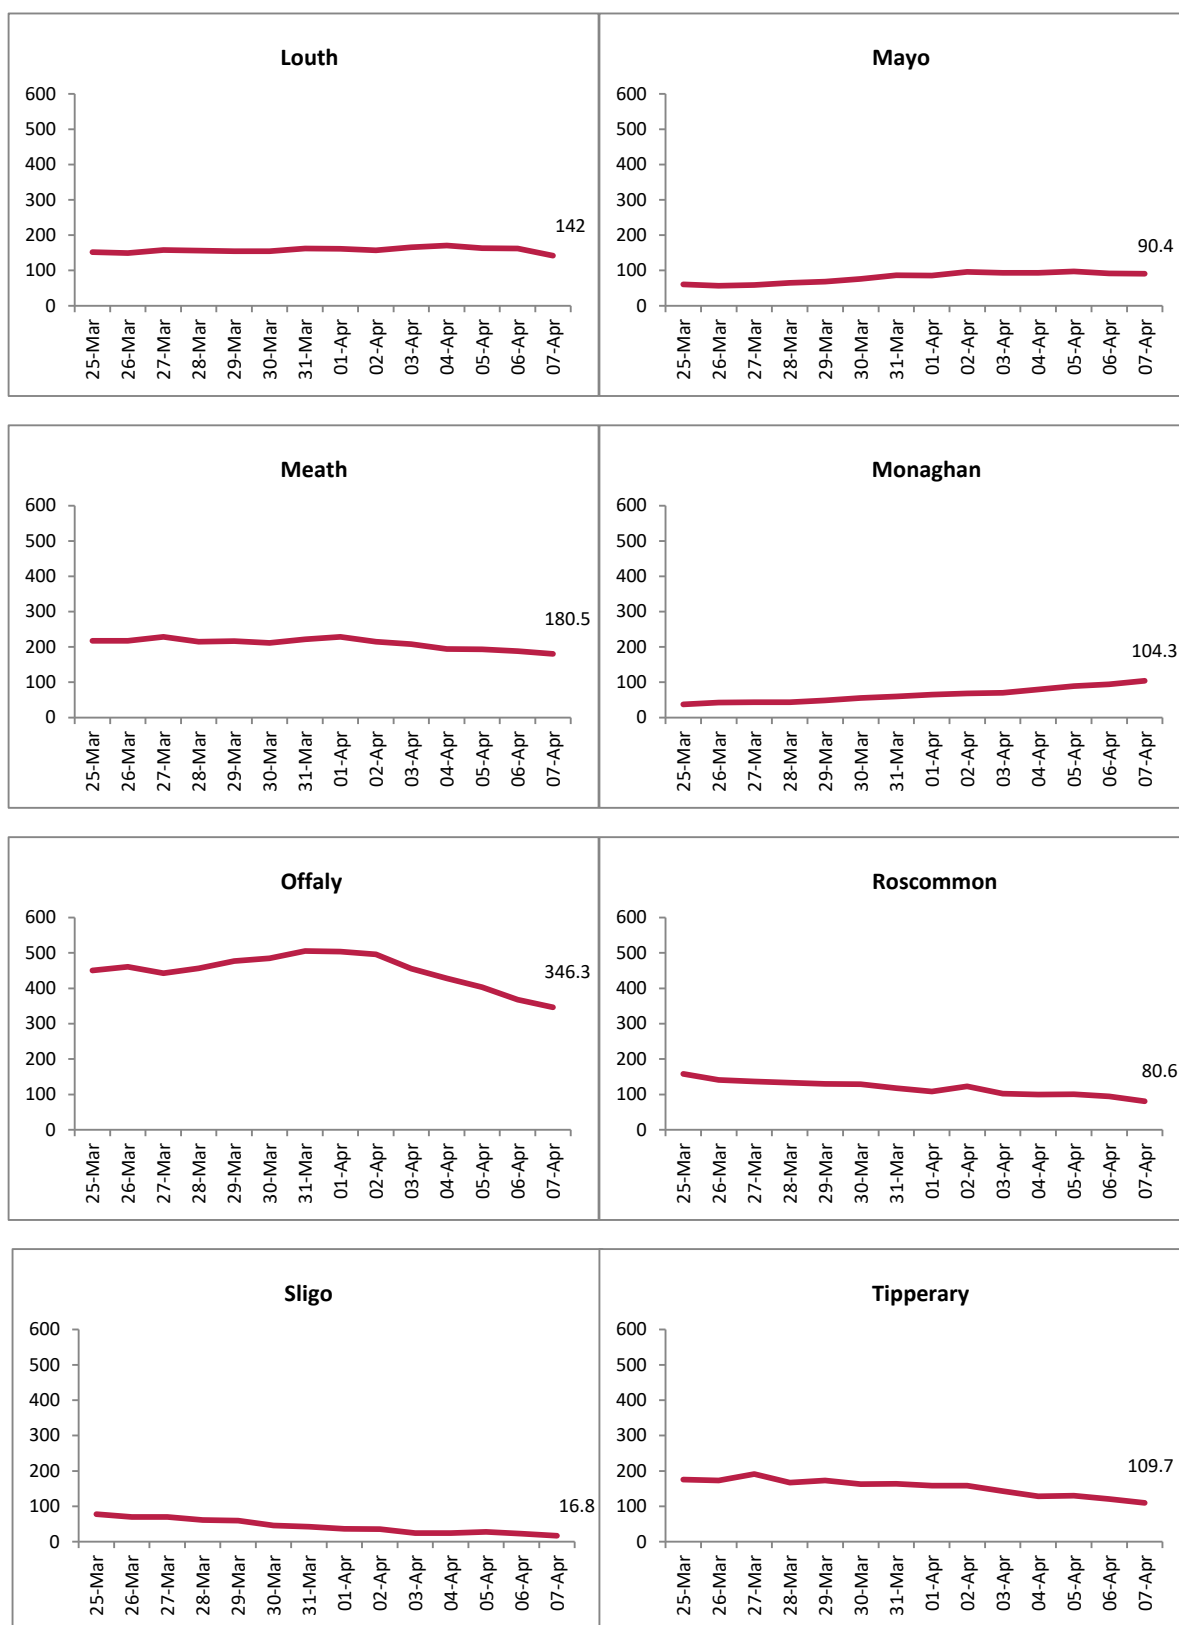 Louth
600
500
400
300
200
100
0
142
25-Mar
26-Mar
27-Mar
28-Mar
29-Mar
30-Mar
31-Mar
01-Apr
02-Apr
03-Apr
04-Apr
05-Apr
06-Apr
07-Apr
Mayo
600
500
400
300
200
100
0
90.4
25-Mar
26-Mar
27-Mar
28-Mar
29-Mar
30-Mar
31-Mar
01-Apr
02-Apr
03-Apr
04-Apr
05-Apr
06-Apr
07-Apr
Meath
600
500
400
300
200
100
0
180.5
25-Mar
26-Mar
27-Mar
28-Mar
29-Mar
30-Mar
31-Mar
01-Apr
02-Apr
03-Apr
04-Apr
05-Apr
06-Apr
07-Apr
Monaghan
600
500
400
300
200
100
0
104.3
25-Mar
26-Mar
27-Mar
28-Mar
29-Mar
30-Mar
31-Mar
01-Apr
02-Apr
03-Apr
04-Apr
05-Apr
06-Apr
07-Apr
Offaly
600
500
400
300
200
100
0
346.3
25-Mar
26-Mar
27-Mar
28-Mar
29-Mar
30-Mar
31-Mar
01-Apr
02-Apr
03-Apr
04-Apr
05-Apr
06-Apr
07-Apr
Roscommon
600
500
400
300
200
100
0
80.6
25-Mar
26-Mar
27-Mar
28-Mar
29-Mar
30-Mar
31-Mar
01-Apr
02-Apr
03-Apr
04-Apr
05-Apr
06-Apr
07-Apr
Sligo
600
500
400
300
200
100
0
16.8
25-Mar
26-Mar
27-Mar
28-Mar
29-Mar
30-Mar
31-Mar
01-Apr
02-Apr
03-Apr
04-Apr
05-Apr
06-Apr
07-Apr
Tipperary
600
500
400
300
200
100
0
109.7
25-Mar
26-Mar
27-Mar
28-Mar
29-Mar
30-Mar
31-Mar
01-Apr
02-Apr
03-Apr
04-Apr
05-Apr
06-Apr
07-Apr